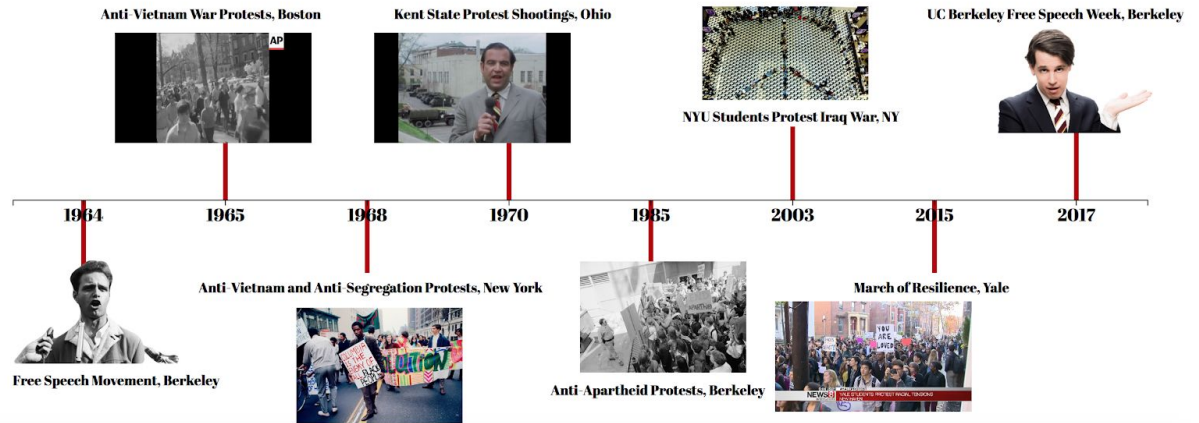 Anti-Vietnam War Protests, Boston
Kent State Protest Shootings, Ohio
UC Berkeley Free Speech Week, Berkeley
AP
NYU Students Protest Iraq War, NY
1964
1965
1968
1970
1985
2003
2015
2017
Anti-Vietnam and Anti-Segregation Protests, New York
March of Resilience, Yale
YOU
ARE
LOVED
Free Speech Movement, Berkeley
Anti-Apartheid Protests, Berkeley
NEWS 8
YALE STUDENTS PROTEST RACIAL TENSIONS
NEW HAVEN